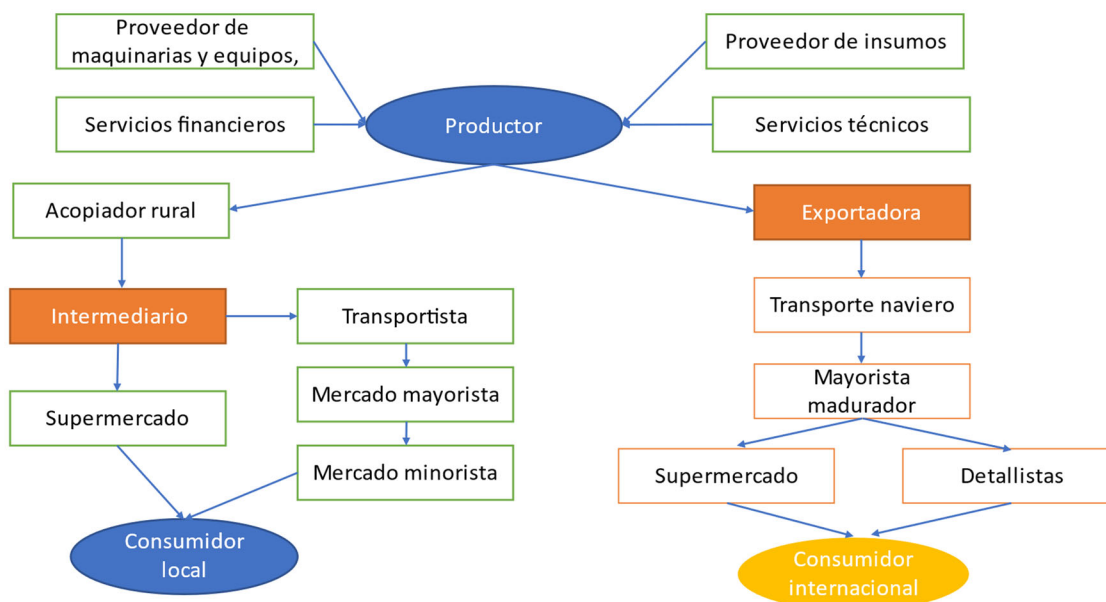 Proveedor de
maquinarias y equipos,
Proveedor de insumos
Servicios financieros
Productor
Servicios técnicos
Acopiador rural
Exportadora
Intermediario
Transportista
Transporte naviero
Mercado mayorista
Mayorista
madurador
Supermercado
Mercado minorista
Supermercado
Detallistas
Consumidor
local
Consumidor
internacional